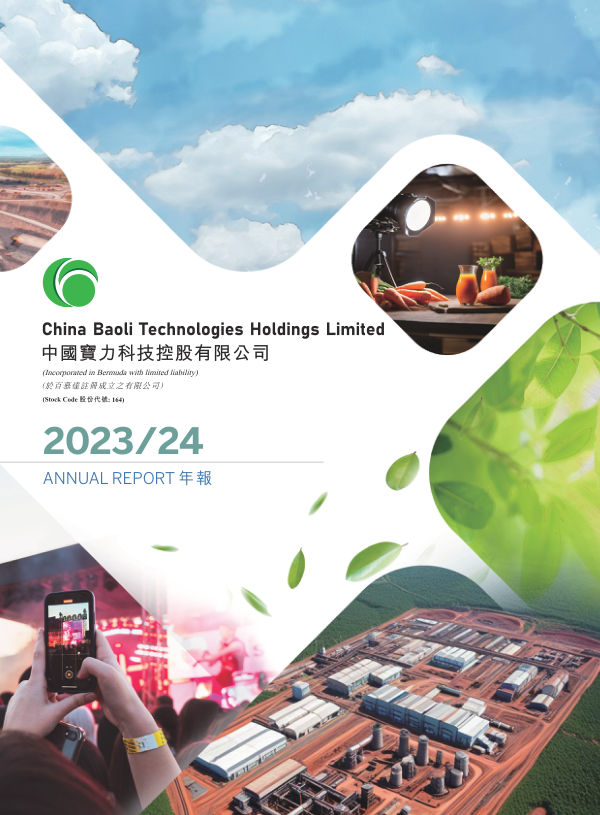 China Baoli Technologies Holdings Limited
中國寶力科技控股有限公司
(Incorporated in Bermuda with limited liability)
(於百慕達註冊成立之有限公司)
(Stock Code 股份代號: 164)
2023/24
ANNUAL REPORT 年報